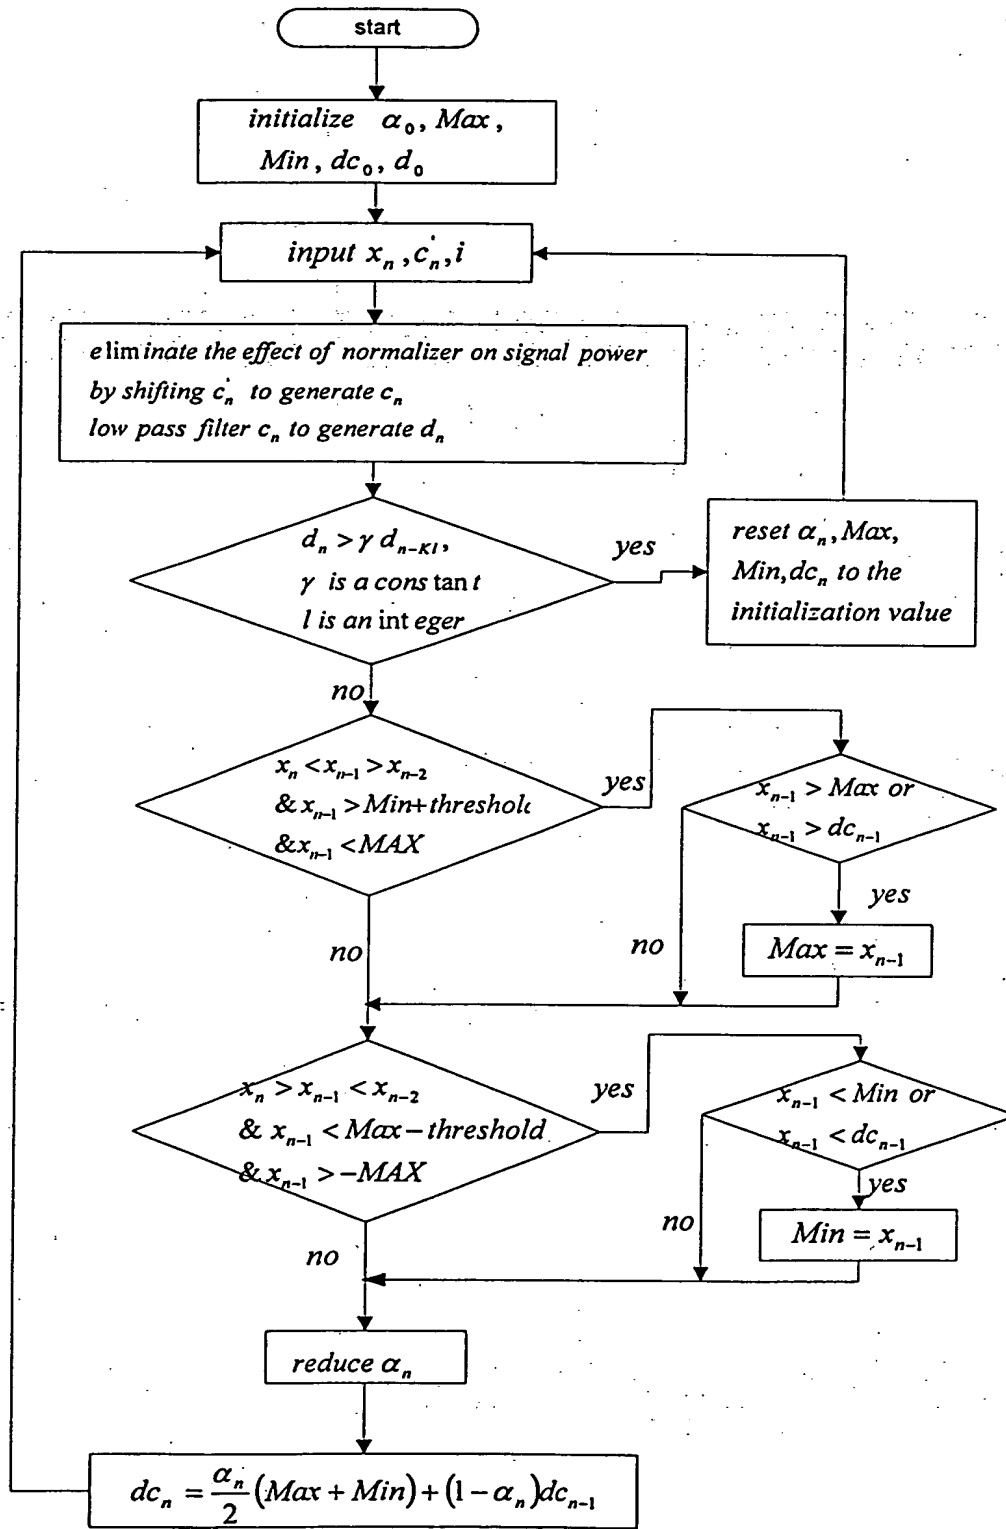 start
initialize α₀, Max,
Min, dc₀, d₀
input xₙ, c'ₙ, i
eliminate the effect of normalizer on signal power
by shifting c'ₙ to generate cₙ
low pass filter cₙ to generate dₙ
dₙ > γ dₙ₋ₖₗ,
γ is a cons tan t
l is an int eger
yes
reset αₙ, Max,
Min, dcₙ to the
initialization value
no
xₙ < xₙ₋₁ > xₙ₋₂
& xₙ₋₁ > Min+threshold
& xₙ₋₁ < MAX
yes
xₙ₋₁ > Max or
xₙ₋₁ > dcₙ₋₁
yes
no
no
Max = xₙ₋₁
xₙ > xₙ₋₁ < xₙ₋₂
& xₙ₋₁ < Max−threshold
& xₙ₋₁ > −MAX
yes
xₙ₋₁ < Min or
xₙ₋₁ < dcₙ₋₁
yes
no
no
Min = xₙ₋₁
reduce αₙ
dcₙ = αₙ/2 (Max + Min) + (1 − αₙ)dcₙ₋₁